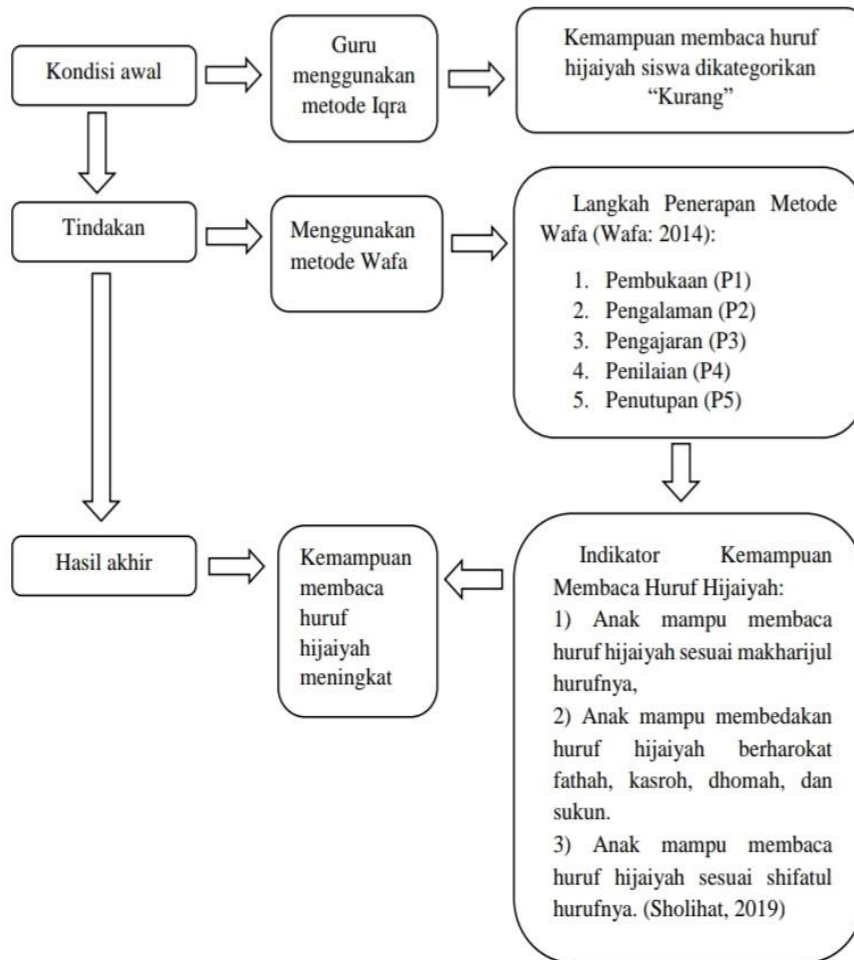 Kondisi awal
Guru
menggunakan
metode Iqra
Kemampuan membaca huruf
hijaiyah siswa dikategorikan
“Kurang”
Tindakan
Menggunakan
metode Wafa
Langkah Penerapan Metode
Wafa (Wafa: 2014):
1. Pembukaan (P1)
2. Pengalaman (P2)
3. Pengajaran (P3)
4. Penilaian (P4)
5. Penutupan (P5)
Hasil akhir
Kemampuan
membaca
huruf
hijaiyah
meningkat
Indikator Kemampuan
Membaca Huruf Hijaiyah:
1) Anak mampu membaca
huruf hijaiyah sesuai makharijul
hurufnya,
2) Anak mampu membedakan
huruf hijaiyah berharokat
fathah, kasroh, dhomah, dan
sukun.
3) Anak mampu membaca
huruf hijaiyah sesuai shifatul
hurufnya. (Sholihat, 2019)